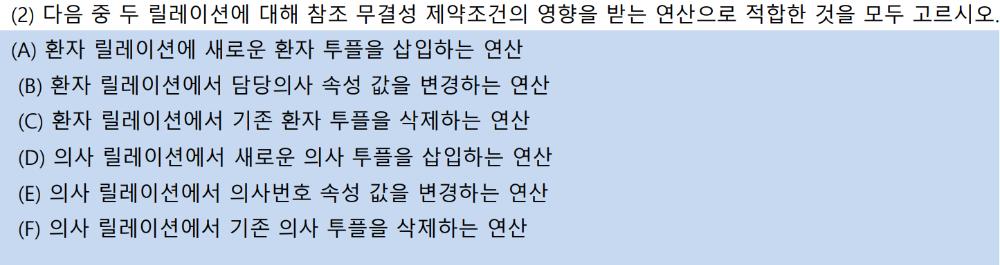 (2) 다음 중 두 릴레이션에 대해 참조 무결성 제약조건의 영향을 받는 연산으로 적합한 것을 모두 고르시오.
(A) 환자 릴레이션에 새로운 환자 투플을 삽입하는 연산
(B) 환자 릴레이션에서 담당의사 속성 값을 변경하는 연산
(C) 환자 릴레이션에서 기존 환자 투플을 삭제하는 연산
(D) 의사 릴레이션에서 새로운 의사 투플을 삽입하는 연산
(E) 의사 릴레이션에서 의사번호 속성 값을 변경하는 연산
(F) 의사 릴레이션에서 기존 의사 투플을 삭제하는 연산